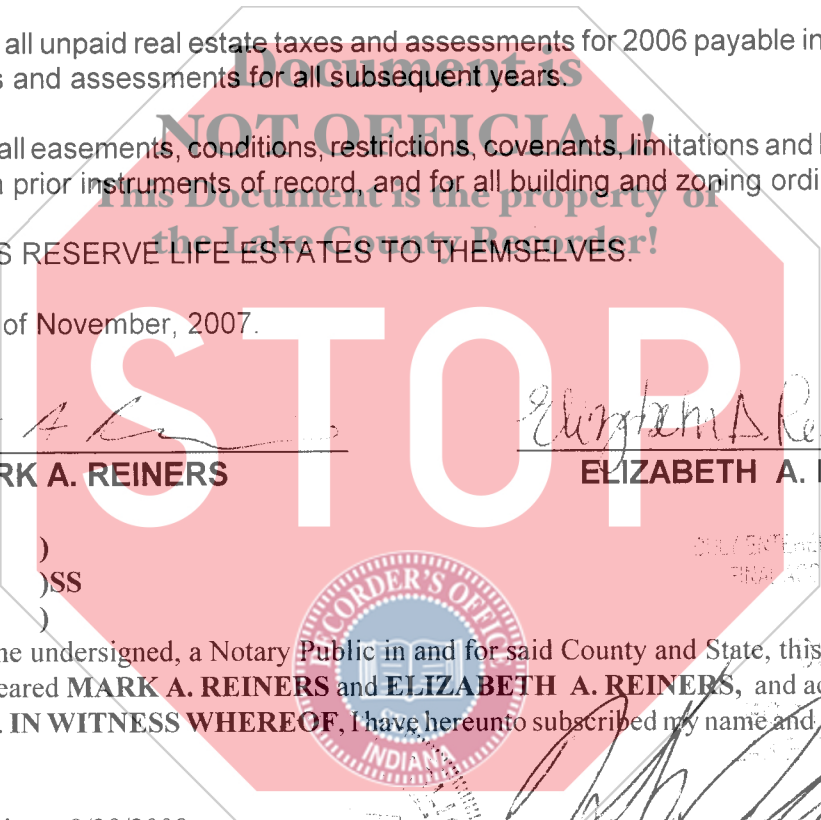 all unpaid real estate taxes and assessments for 2006 payable in
s and assessments for all subsequent years.
Document is
NOT OFFICIAL!
all easements, conditions, restrictions, covenants, limitations and
prior instruments of record, and for all building and zoning ordi
This Document is the property of
the Lake County Recorder!
S RESERVE LIFE ESTATES TO THEMSELVES.
of November, 2007.
STOP
A
Elizabeth A. Re
RK A. REINERS
ELIZABETH A.
)
)SS
)
FINAL
RECORDER'S OFFICE
INDIANA
ne undersigned, a Notary Public in and for said County and State, this
eared MARK A. REINERS and ELIZABETH A. REINERS, and ac
. IN WITNESS WHEREOF, I have hereunto subscribed my name and